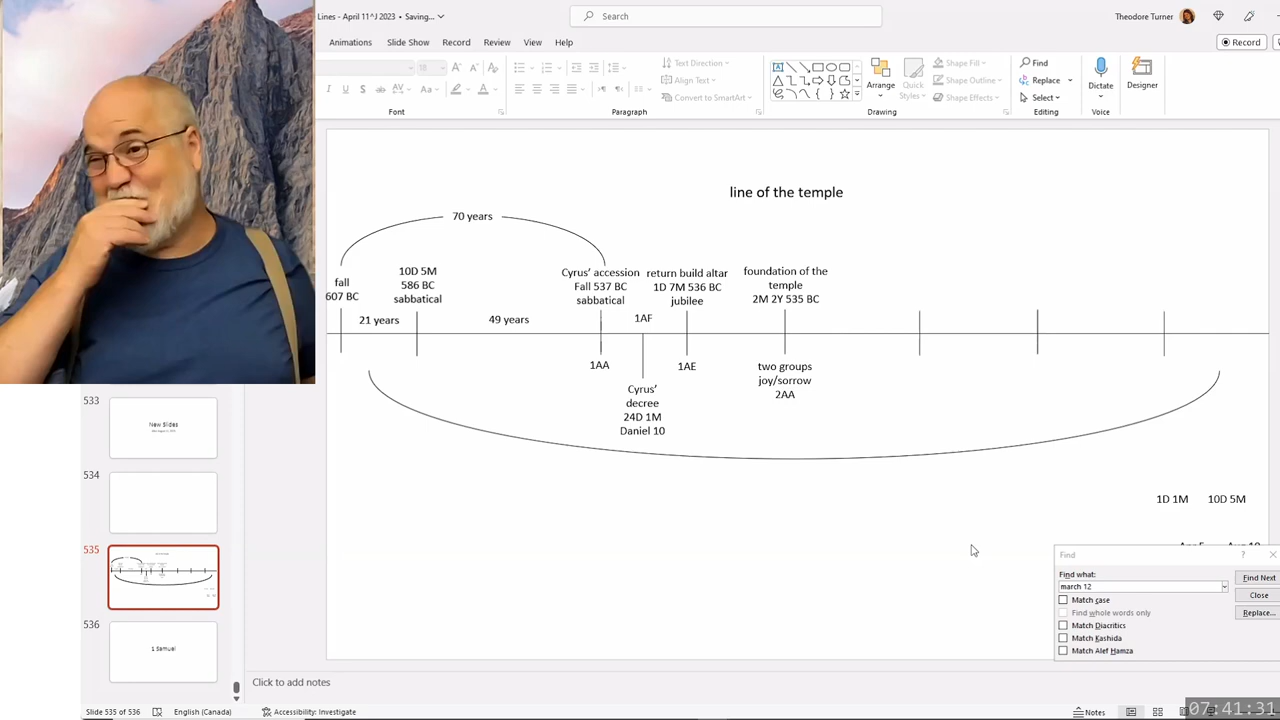 Lines - April 11^J 2023 • Saving...
Search
Theodore Turner
Animations Slide Show Record Review View Help
Record
18
Text Direction
Align Text
Convert to SmartArt
Arrange
Quick Styles
Shape Fill
Shape Outline
Shape Effects
Find
Replace
Select
Dictate
Designer
Font
Paragraph
Drawing
Editing
Voice
line of the temple
70 years
fall
607 BC
10D 5M
586 BC
sabbatical
Cyrus' accession
Fall 537 BC
sabbatical
return build altar
1D 7M 536 BC
jubilee
foundation of the
temple
2M 2Y 535 BC
21 years
49 years
1AF
1AA
1AE
Cyrus'
decree
24D 1M
Daniel 10
two groups
joy/sorrow
2AA
1D 1M 10D 5M
533
New Slides
534
535
536
1 Samuel
Find
Find what:
march 12
Match case
Find whole words only
Match Diacritics
Match Kashida
Match Alef Hamza
Find Next
Close
Replace...
Click to add notes
Slide 535 of 536
English (Canada)
Accessibility: Investigate
Notes
07:41:31